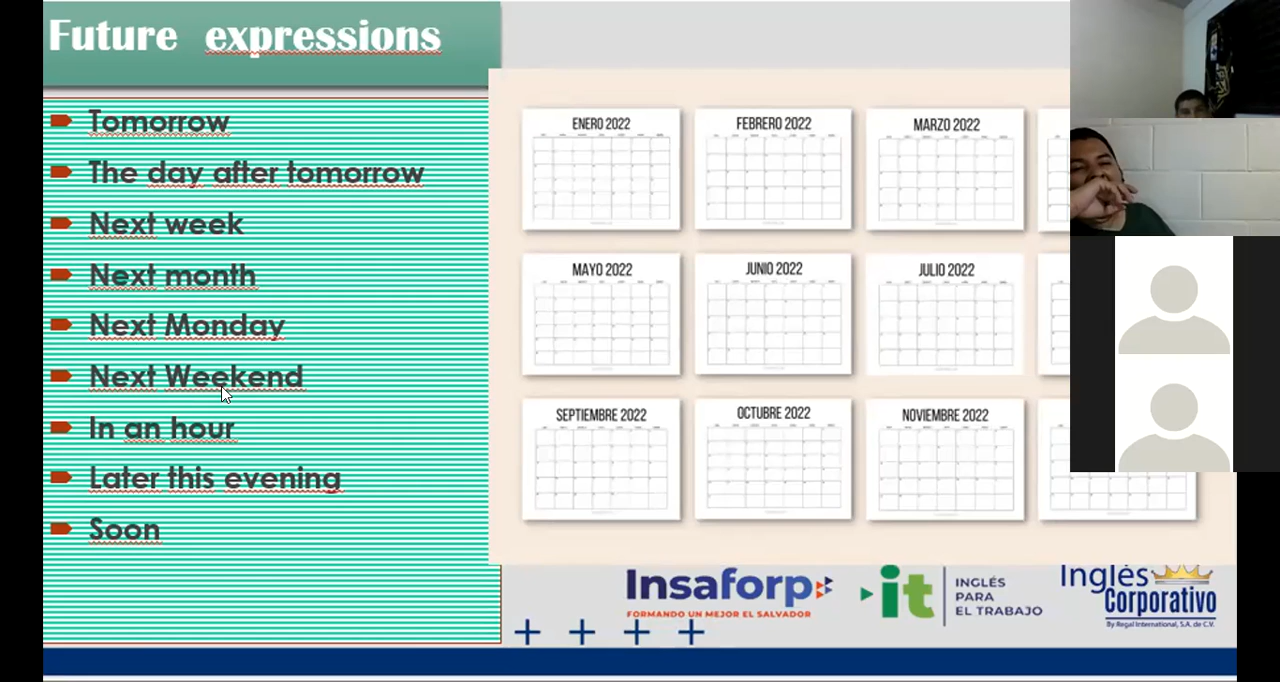 Future expressions
Tomorrow
The day after tomorrow
Next week
Next month
Next Monday
Next Weekend
In an hour
Later this evening
Soon
ENERO 2022
FEBRERO 2022
MARZO 2022
MAYO 2022
JUNIO 2022
JULIO 2022
SEPTIEMBRE 2022
OCTUBRE 2022
NOVIEMBRE 2022
Insaforp
FORMANDO UN MEJOR EL SALVADOR
it
INGLÉS
PARA
EL TRABAJO
Inglés
Corporativo
By Regal International, S.A. de C.V.